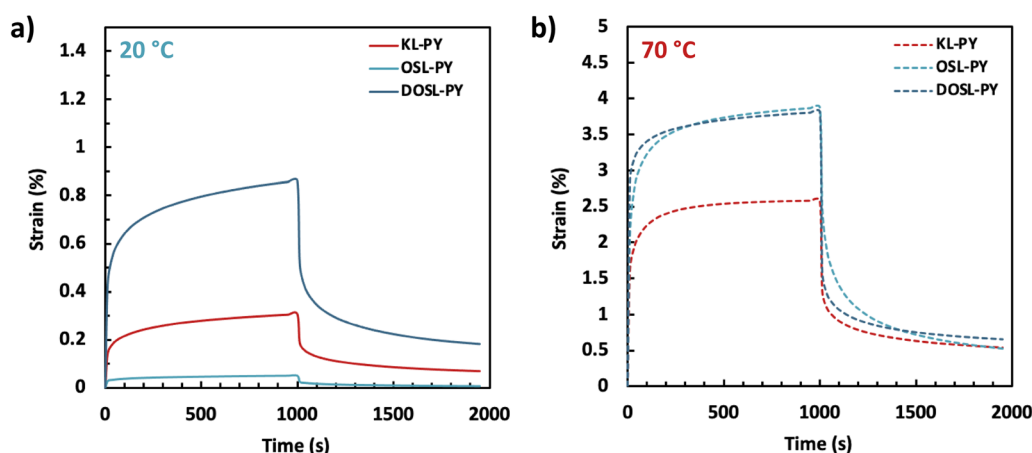 a)
20 °C
KL-PY
OSL-PY
DOSL-PY
1.4
1.2
1
0.8
0.6
0.4
0.2
0
Strain (%)
0
500
1000
1500
2000
Time (s)
b)
70 °C
KL-PY
OSL-PY
DOSL-PY
5
4.5
4
3.5
3
2.5
2
1.5
1
0.5
0
Strain (%)
0
500
1000
1500
2000
Time (s)